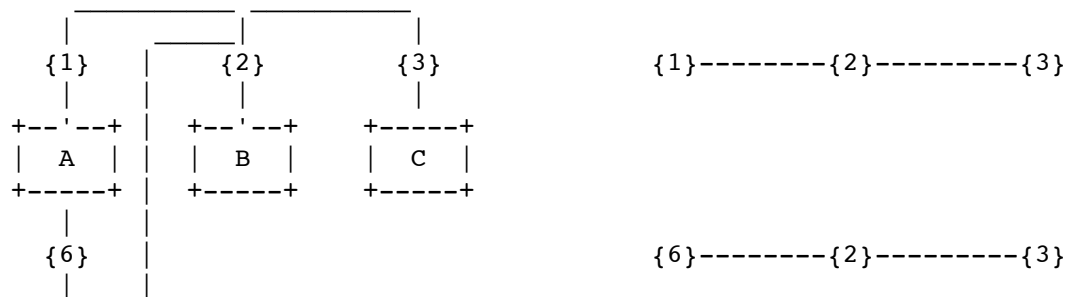 {1} {2} {3} {1}--------{2}---------{3}
+--'--+ +--'--+ +-----+
| A | | B | | C |
+-----+ +-----+ +-----+
{6} {6}--------{2}---------{3}